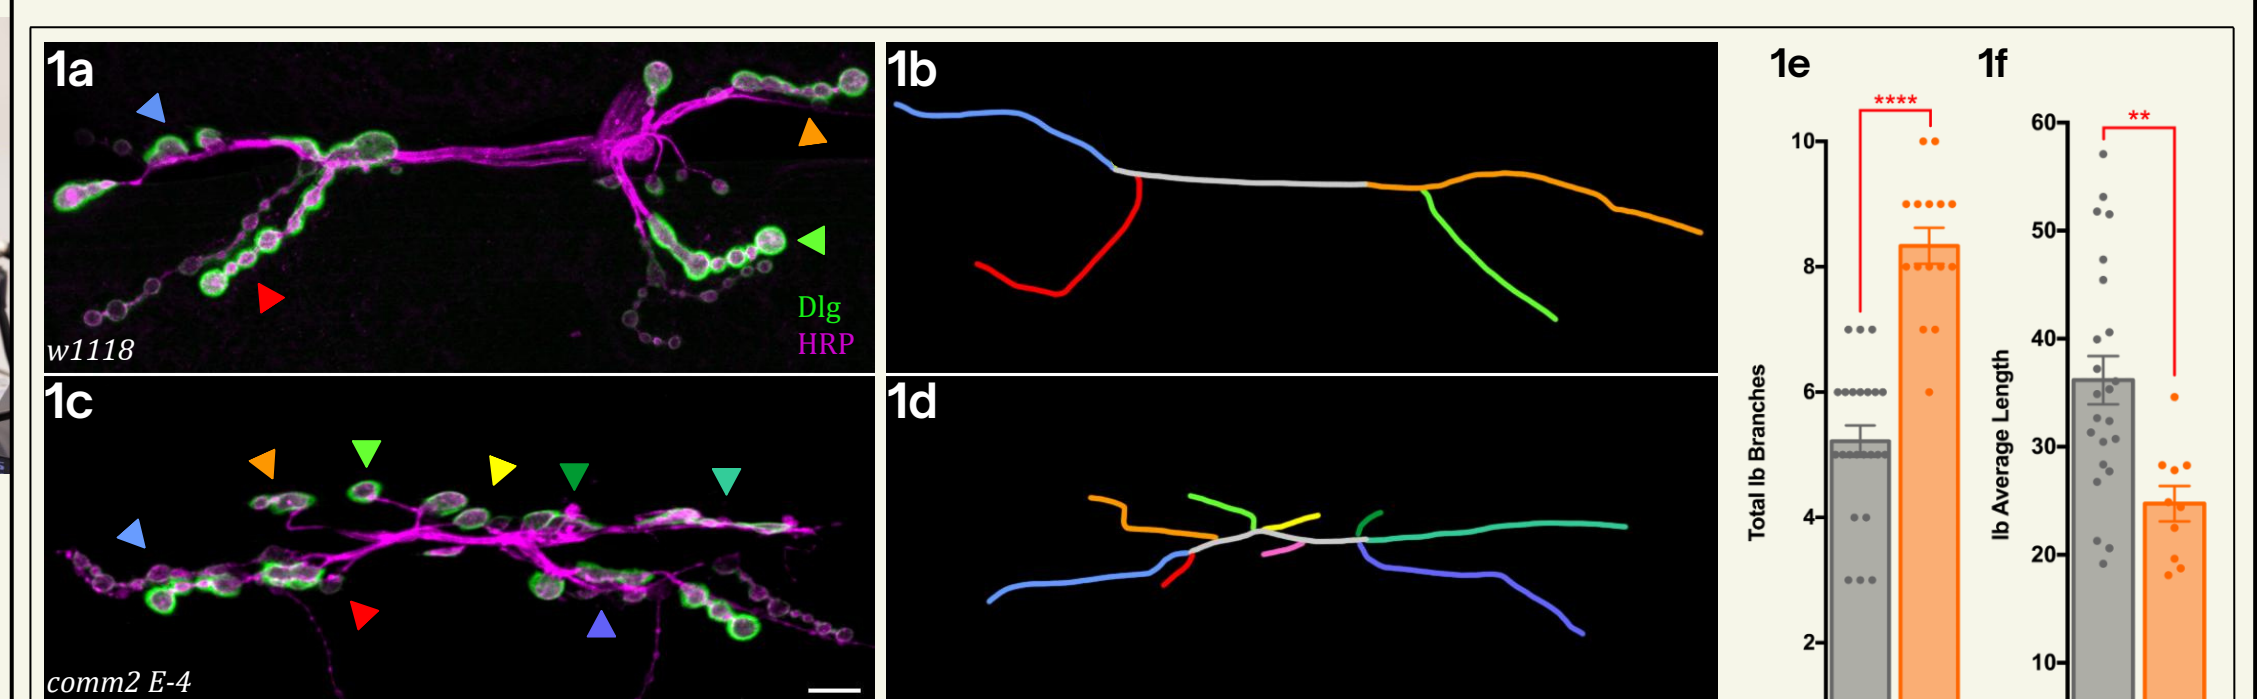 1a
Dlg
HRP
w1118
1b
1c
comm2 E-4
1d
1e
****
Total Ib Branches
10
8
6
4
2
1f
**
Ib Average Length
60
50
40
30
20
10